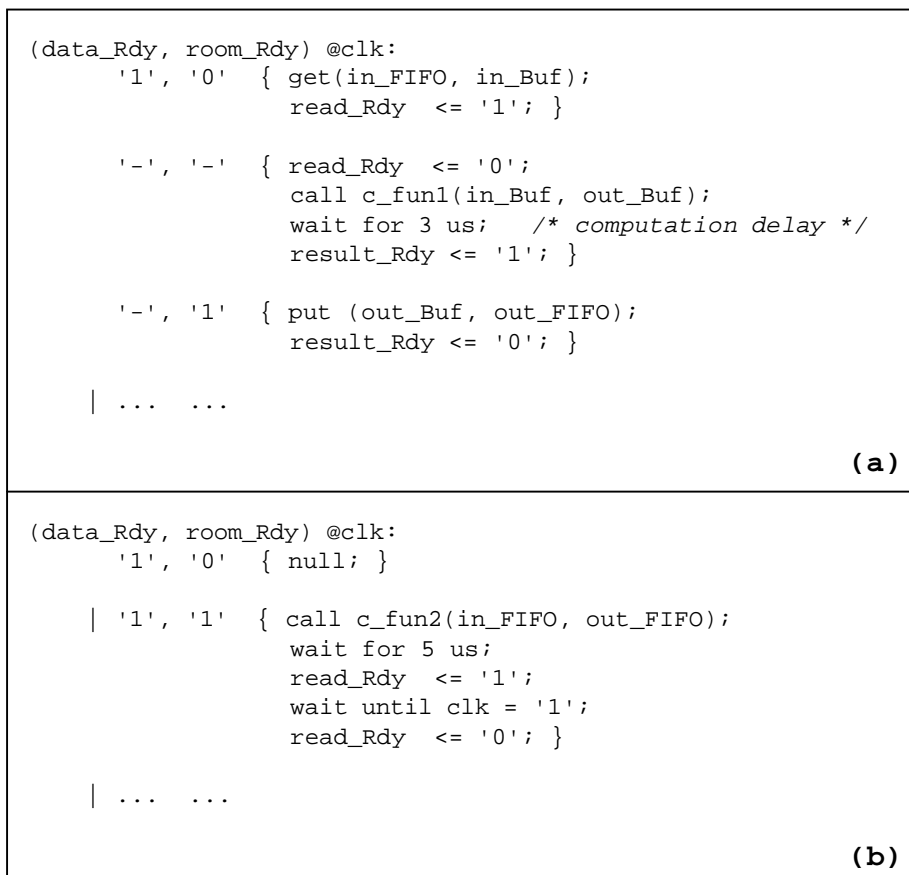 (data_Rdy, room_Rdy) @clk:
'1', '0' { get(in_FIFO, in_Buf);
read_Rdy <= '1'; }
'-', '-' { read_Rdy <= '0';
call c_fun1(in_Buf, out_Buf);
wait for 3 us; /* computation delay */
result_Rdy <= '1'; }
'-', '1' { put (out_Buf, out_FIFO);
result_Rdy <= '0'; }
| ... ...
(a)
(data_Rdy, room_Rdy) @clk:
'1', '0' { null; }
| '1', '1' { call c_fun2(in_FIFO, out_FIFO);
wait for 5 us;
read_Rdy <= '1';
wait until clk = '1';
read_Rdy <= '0'; }
| ... ...
(b)